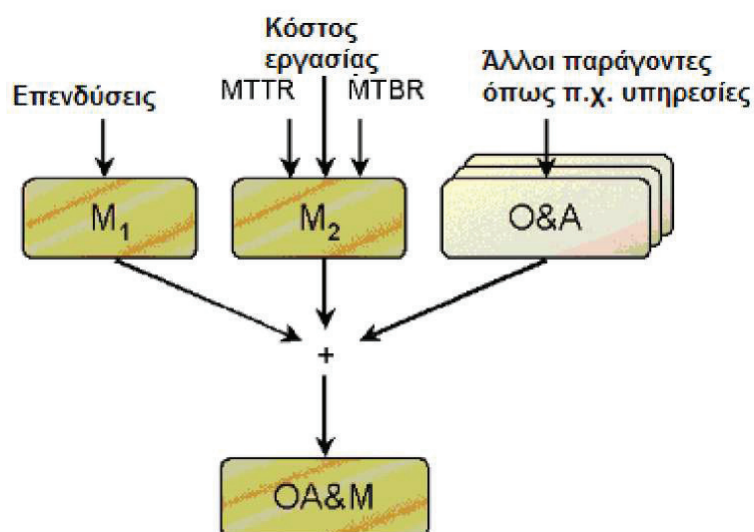 Κόστος
εργασίας
Άλλοι παράγοντες
όπως π.χ. υπηρεσίες
Επενδύσεις
MTTR
MTBR
M1
M2
O&A
+
OA&M